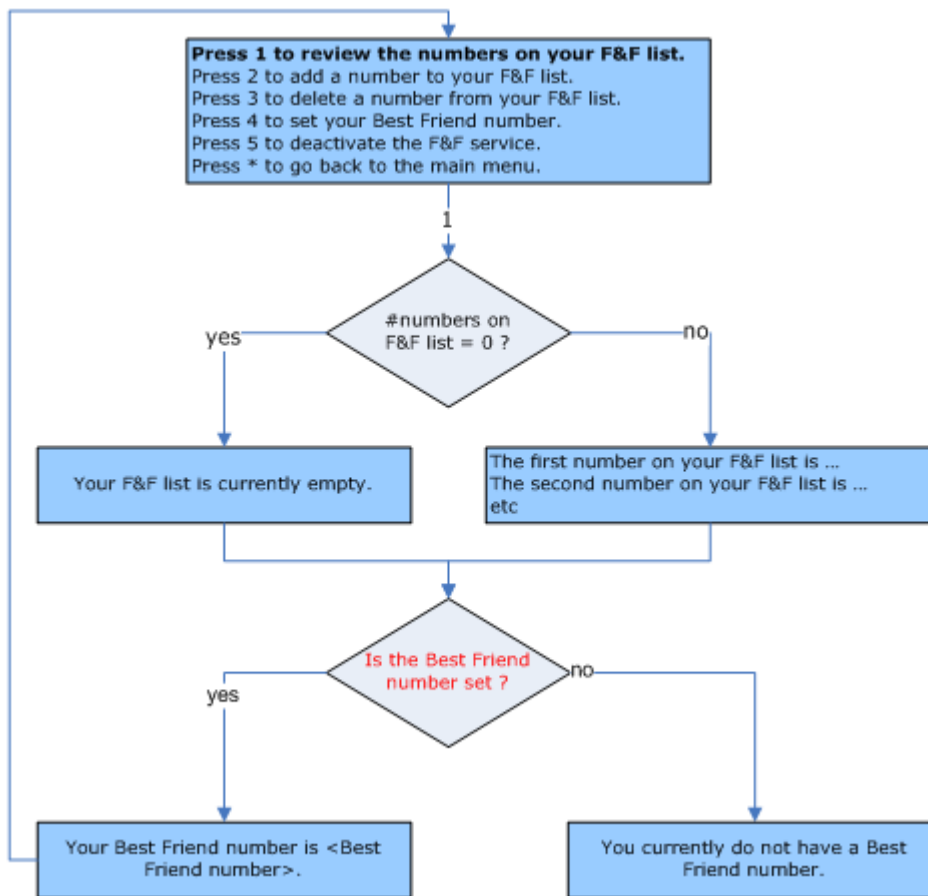 Press 1 to review the numbers on your F&F list.
Press 2 to add a number to your F&F list.
Press 3 to delete a number from your F&F list.
Press 4 to set your Best Friend number.
Press 5 to deactivate the F&F service.
Press * to go back to the main menu.
1
#numbers on
F&F list = 0 ?
yes
no
Your F&F list is currently empty.
The first number on your F&F list is ...
The second number on your F&F list is ...
etc
Is the Best Friend
number set ?
yes
no
Your Best Friend number is <Best
Friend number>.
You currently do not have a Best
Friend number.